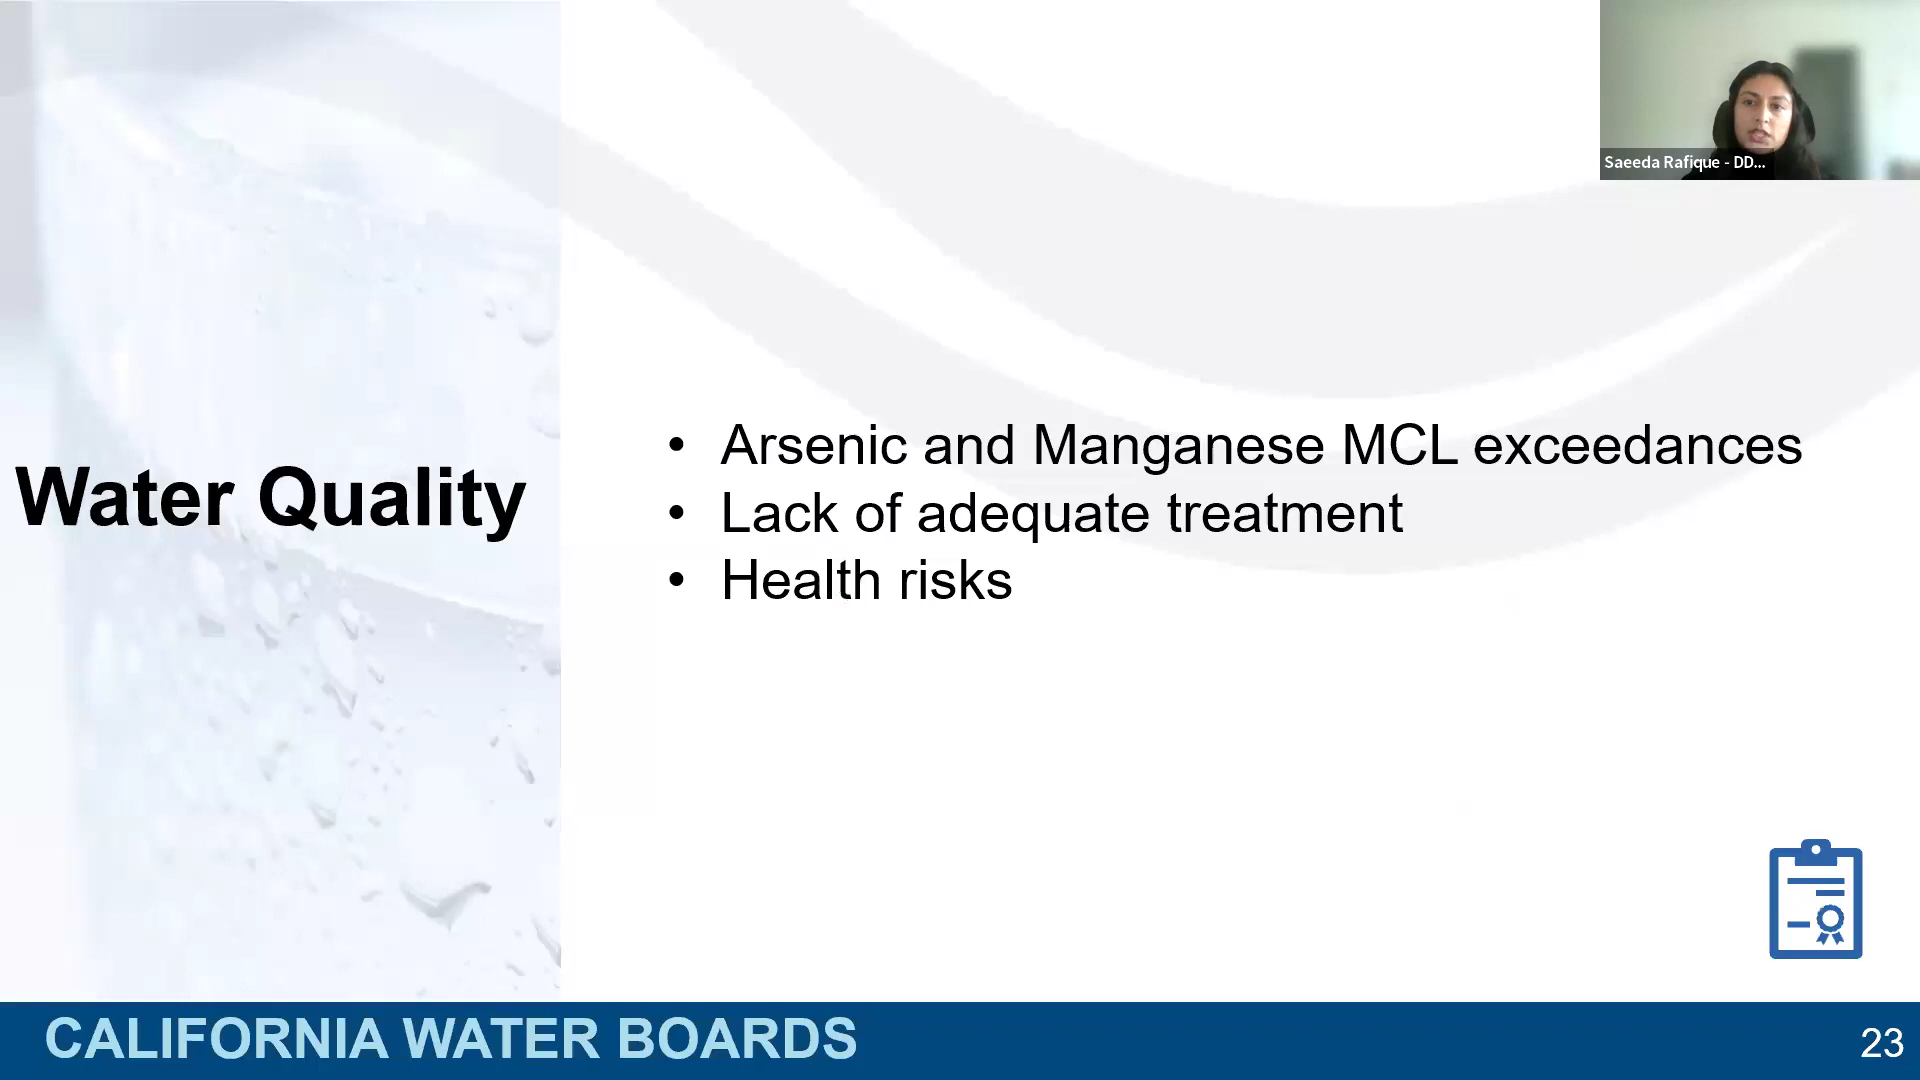 Saeeda Rafique - DD...
Water Quality
• Arsenic and Manganese MCL exceedances
• Lack of adequate treatment
• Health risks
CALIFORNIA WATER BOARDS
23